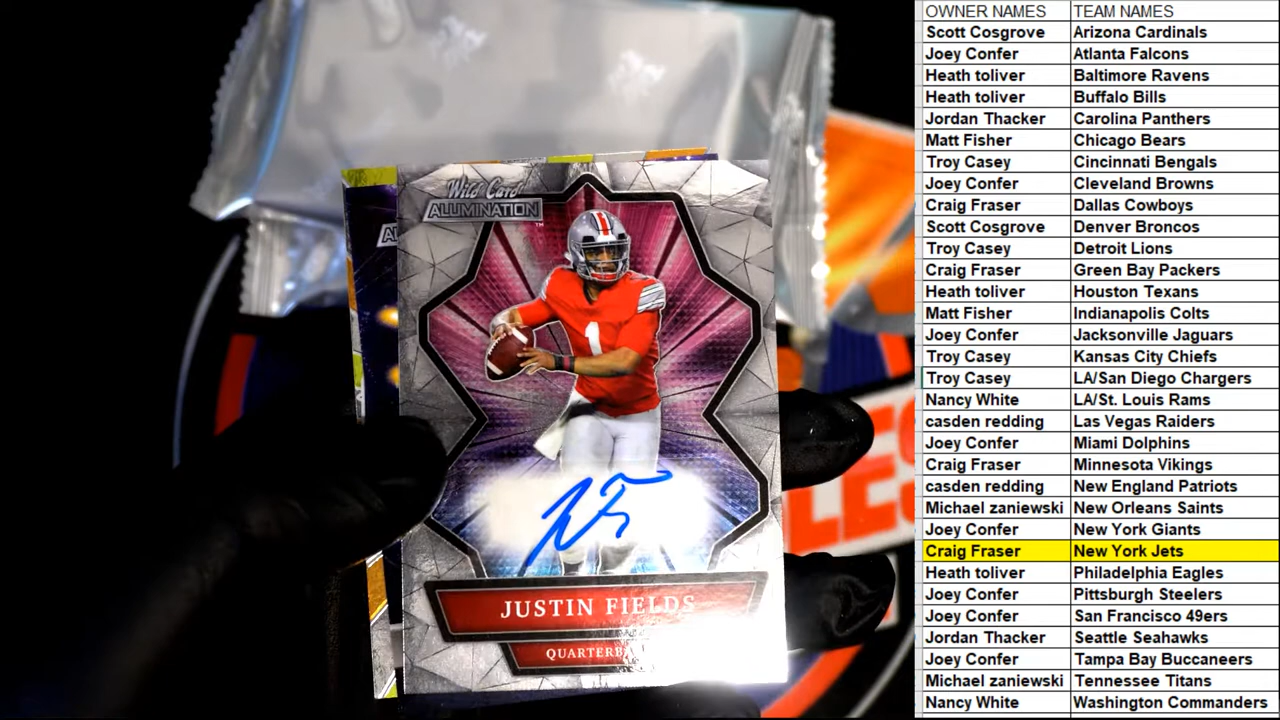 Wild Card
ALUMINATION
TM
AL
1
JUSTIN FIELDS
LES
OWNER NAMES TEAM NAMES
Scott Cosgrove Arizona Cardinals
Joey Confer Atlanta Falcons
Heath toliver Baltimore Ravens
Heath toliver Buffalo Bills
Jordan Thacker Carolina Panthers
Matt Fisher Chicago Bears
Troy Casey Cincinnati Bengals
Joey Confer Cleveland Browns
Craig Fraser Dallas Cowboys
Scott Cosgrove Denver Broncos
Troy Casey Detroit Lions
Craig Fraser Green Bay Packers
Heath toliver Houston Texans
Matt Fisher Indianapolis Colts
Joey Confer Jacksonville Jaguars
Troy Casey Kansas City Chiefs
Troy Casey LA/San Diego Chargers
Nancy White LA/St. Louis Rams
casden redding Las Vegas Raiders
Joey Confer Miami Dolphins
Craig Fraser Minnesota Vikings
casden redding New England Patriots
Michael zaniewski New Orleans Saints
Joey Confer New York Giants
Craig Fraser New York Jets
Heath toliver Philadelphia Eagles
Joey Confer Pittsburgh Steelers
Joey Confer San Francisco 49ers
Jordan Thacker Seattle Seahawks
Joey Confer Tampa Bay Buccaneers
Michael zaniewski Tennessee Titans
Nancy White Washington Commanders